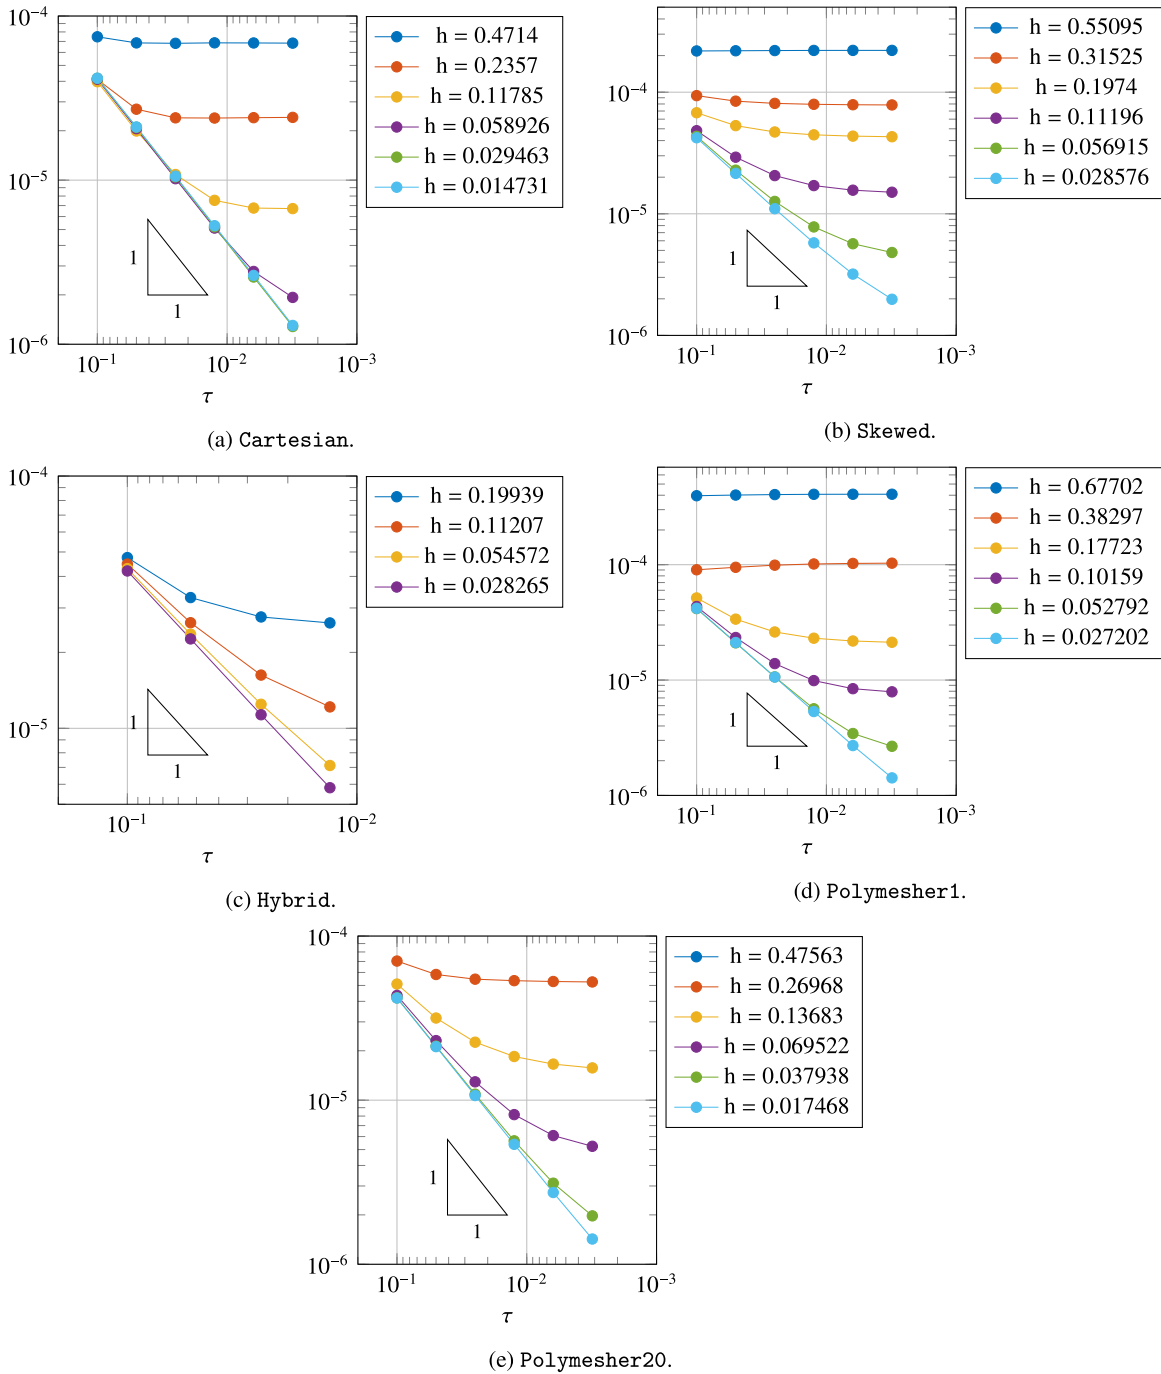 10⁻⁴
10⁻⁵
10⁻⁶
10⁻¹ 10⁻² 10⁻³
τ
1
1
h = 0.4714
h = 0.2357
h = 0.11785
h = 0.058926
h = 0.029463
h = 0.014731
(a) Cartesian.
10⁻⁴
10⁻⁵
10⁻⁶
10⁻¹ 10⁻² 10⁻³
τ
1
1
h = 0.55095
h = 0.31525
h = 0.1974
h = 0.11196
h = 0.056915
h = 0.028576
(b) Skewed.
10⁻⁴
10⁻⁵
10⁻¹ 10⁻²
τ
1
1
h = 0.19939
h = 0.11207
h = 0.054572
h = 0.028265
(c) Hybrid.
10⁻⁴
10⁻⁵
10⁻⁶
10⁻¹ 10⁻² 10⁻³
τ
1
1
h = 0.67702
h = 0.38297
h = 0.17723
h = 0.10159
h = 0.052792
h = 0.027202
(d) Polymesher1.
10⁻⁴
10⁻⁵
10⁻⁶
10⁻¹ 10⁻² 10⁻³
τ
1
1
h = 0.47563
h = 0.26968
h = 0.13683
h = 0.069522
h = 0.037938
h = 0.017468
(e) Polymesher20.